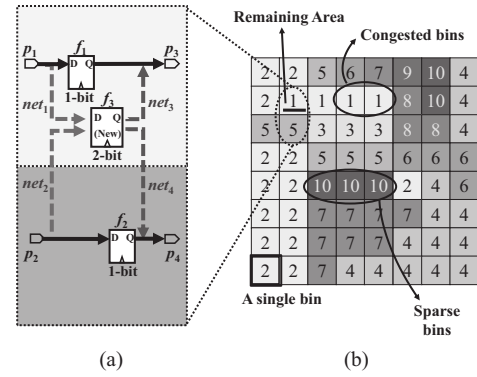 Remaining Area
Congested bins
p1
f1
p3
D Q
1-bit
net1
f3
net3
D Q
(New)
2-bit
net2
net4
f2
p2
D Q
p4
1-bit
2 2 5 6 7 9 10 4
2 1 1 1 1 8 10 4
5 5 3 3 3 8 8 4
2 2 5 5 5 6 6 6
2 2 10 10 10 2 4 6
2 2 7 7 7 7 4 4
2 2 7 7 7 4 4 4
2 2 7 4 4 4 4 4
A single bin
Sparse
bins
(a)
(b)